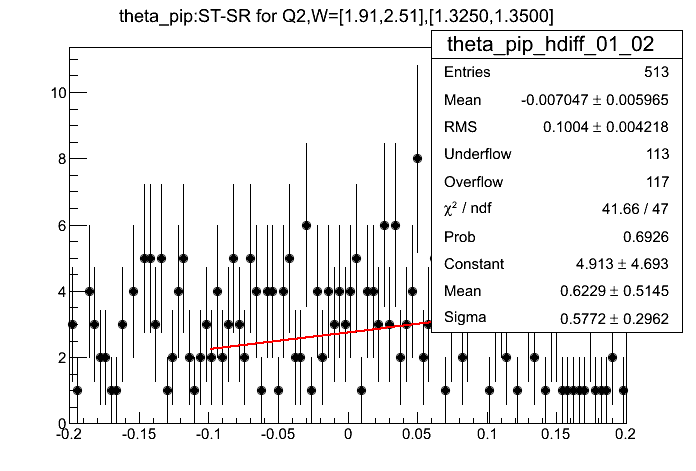 theta_pip:ST-SR for Q2,W=[1.91,2.51],[1.3250,1.3500]
theta_pip_hdiff_01_02
Entries 513
Mean -0.007047 ± 0.005965
RMS 0.1004 ± 0.004218
Underflow 113
Overflow 117
χ² / ndf 41.66 / 47
Prob 0.6926
Constant 4.913 ± 4.693
Mean 0.6229 ± 0.5145
Sigma 0.5772 ± 0.2962
10
8
6
4
2
0
-0.2 -0.15 -0.1 -0.05 0 0.05 0.1 0.15 0.2